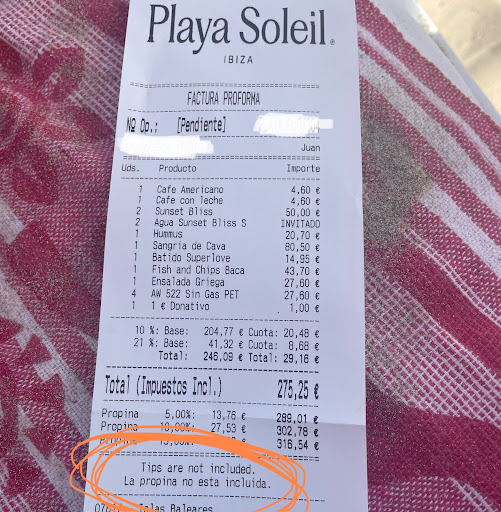 Playa Soleil®
IBIZA
FACTURA PROFORMA
Nº Op.: [Pendiente]
Juan
Uds. Producto Importe
1 Cafe Americano 4,60 €
1 Cafe con leche 4,60 €
2 Sunset Bliss 50,00 €
2 Agua Sunset Bliss S INVITADO
1 Hummus 20,70 €
1 Sangria de Cava 80,50 €
1 Batido Superlove 14,95 €
1 Fish and Chips Baca 43,70 €
1 Ensalada Griega 27,60 €
4 AW 522 Sin Gas PET 27,60 €
1 1 € Donativo 1,00 €
10 %: Base: 204,77 € Cuota: 20,48 €
21 %: Base: 41,32 € Cuota: 8,68 €
Total: 246,09 € Total: 29,16 €
Total (Impuestos Incl.) 275,25 €
Propina 5,00%: 13,76 € 289,01 €
Propina 10,00%: 27,53 € 302,78 €
Propina 316,54 €
Tips are not included.
La propina no esta incluida.
Balears